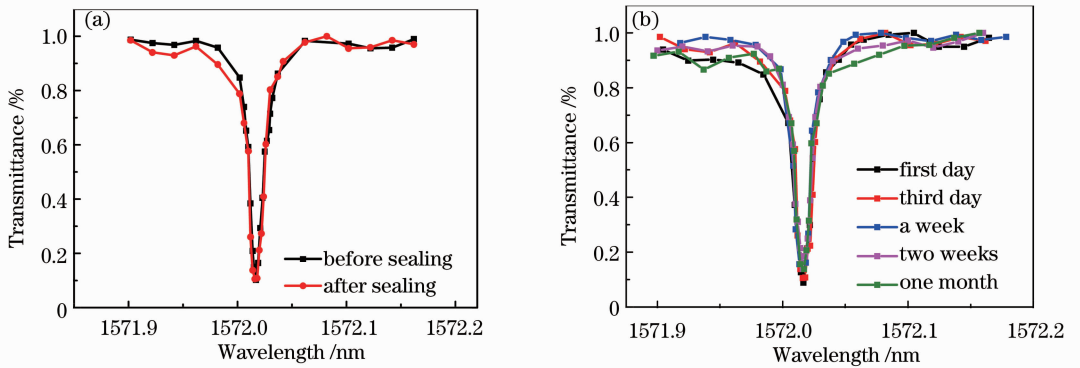 (a)
Transmittance /%
1.0
0.8
0.6
0.4
0.2
0
before sealing
after sealing
1571.9 1572.0 1572.1 1572.2
Wavelength /nm
(b)
Transmittance /%
1.0
0.8
0.6
0.4
0.2
0
first day
third day
a week
two weeks
one month
1571.9 1572.0 1572.1 1572.2
Wavelength /nm